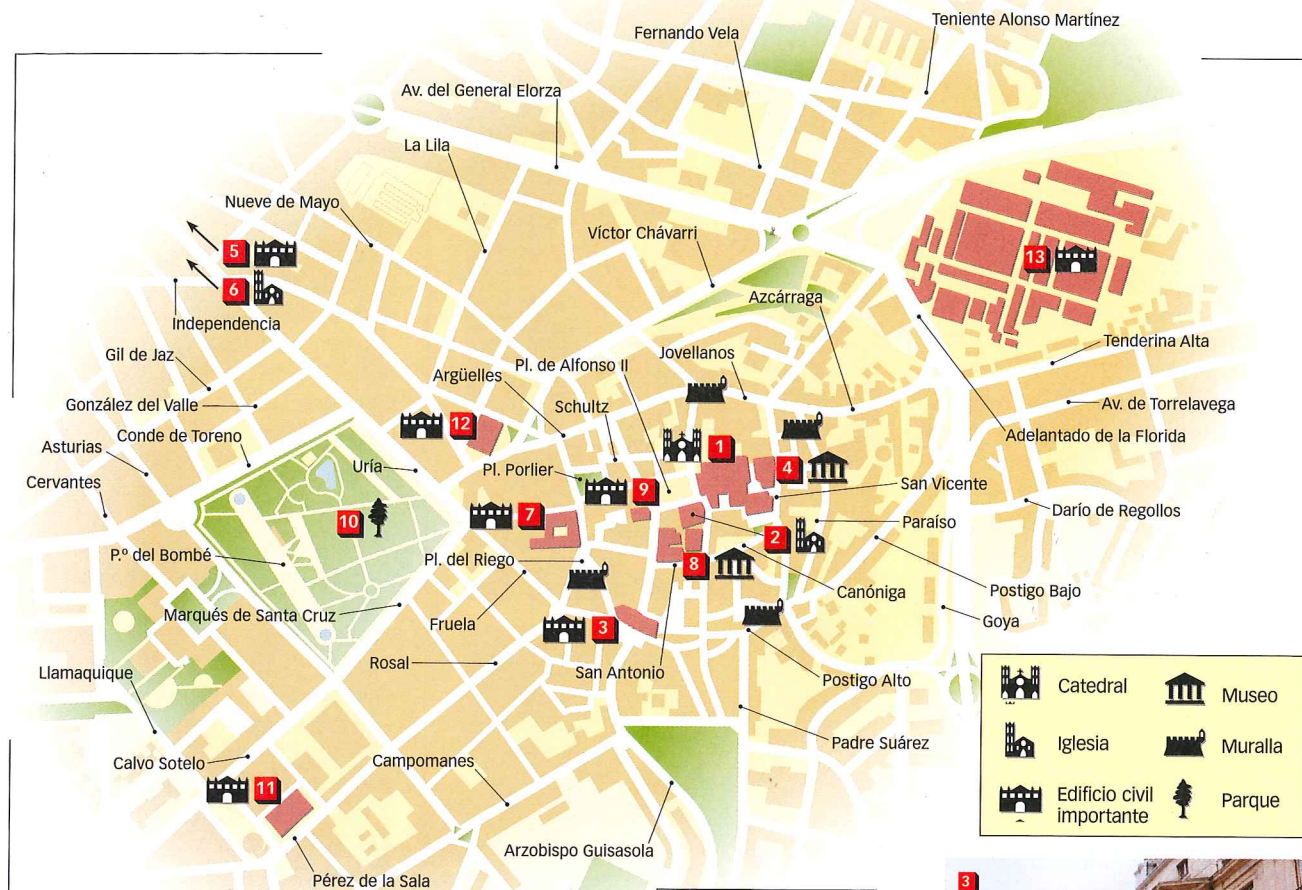 Teniente Alonso Martínez
Fernando Vela
Av. del General Elorza
La Lila
Nueve de Mayo
Víctor Chávarri
5
13
6
Azcárraga
Independencia
Tenderina Alta
Gil de Jaz
Pl. de Alfonso II
Jovellanos
Argüelles
Av. de Torrelavega
González del Valle
Schultz
12
Adelantado de la Florida
Conde de Toreno
Asturias
1
Uría
Pl. Porlier
4
Cervantes
9
San Vicente
10
7
Paraíso
Darío de Regollos
2
P.º del Bombé
Pl. del Riego
8
Canóniga
Postigo Bajo
Marqués de Santa Cruz
Fruela
Goya
3
Rosal
San Antonio
Postigo Alto
Llamaquique
Padre Suárez
Calvo Sotelo
Campomanes
11
Arzobispo Guisasola
Pérez de la Sala
Catedral
Museo
Iglesia
Muralla
Edificio civil
importante
Parque
3